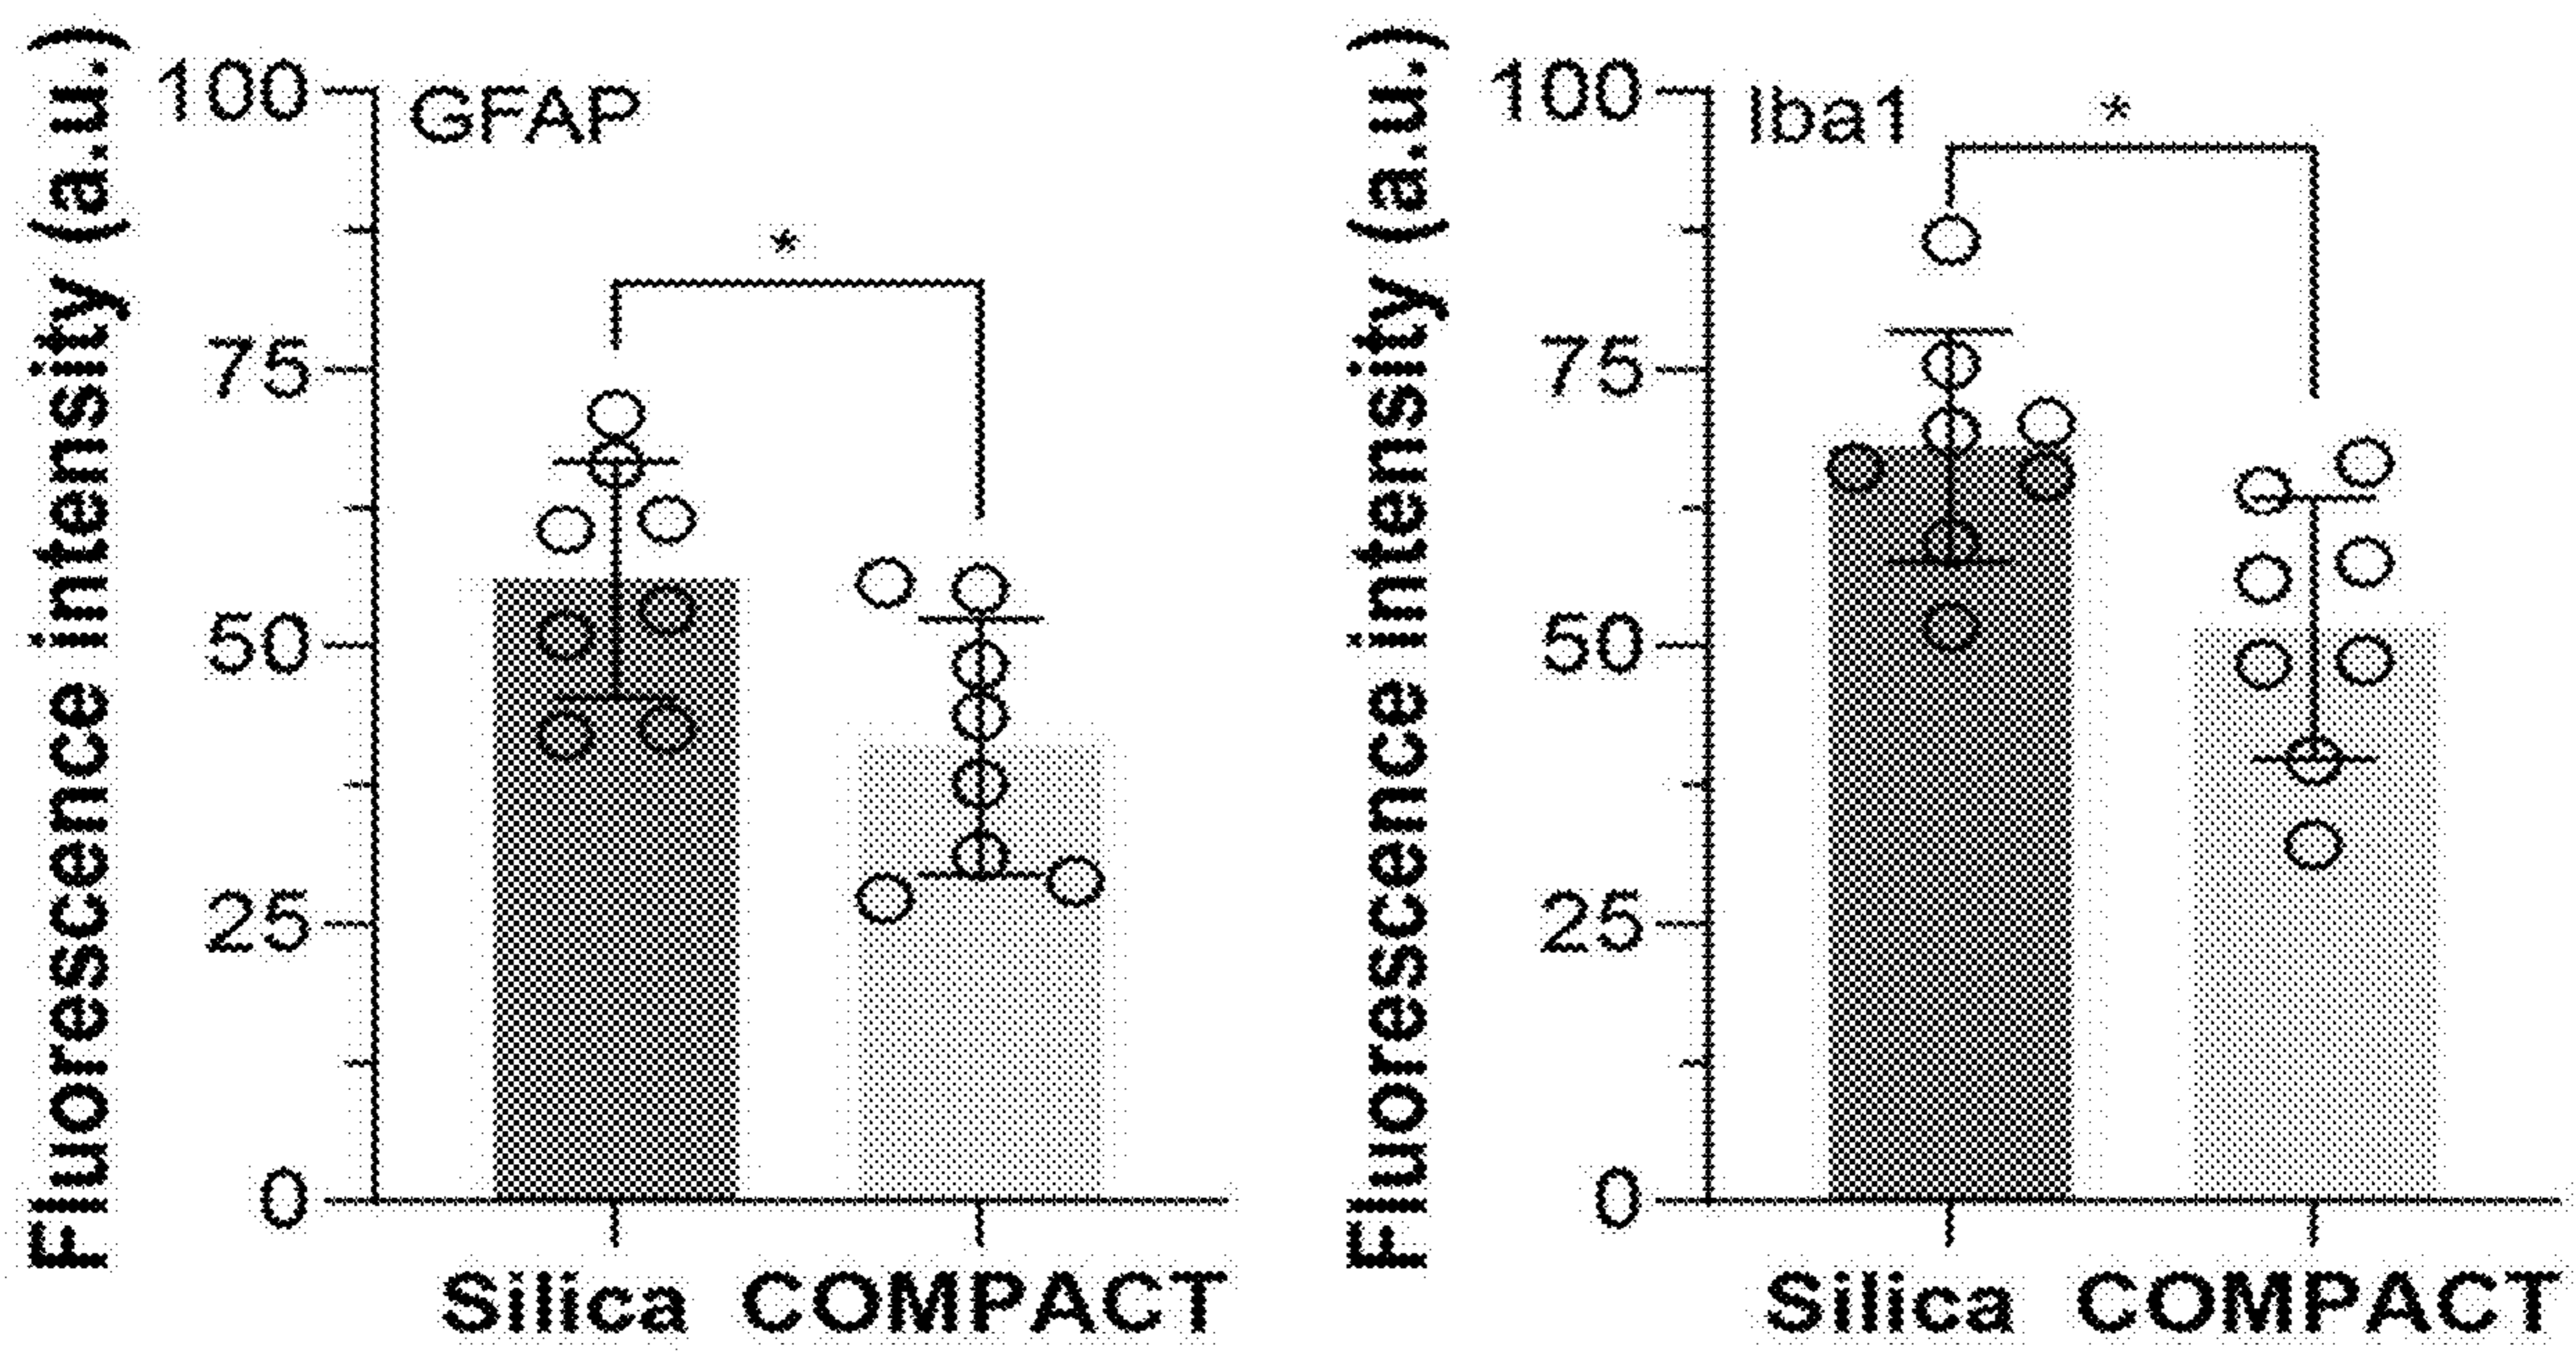 Fluorescence intensity (a.u.)
100
75
50
25
0
GFAP
*
Silica COMPACT
Fluorescence intensity (a.u.)
100
75
50
25
0
Iba1
*
Silica COMPACT